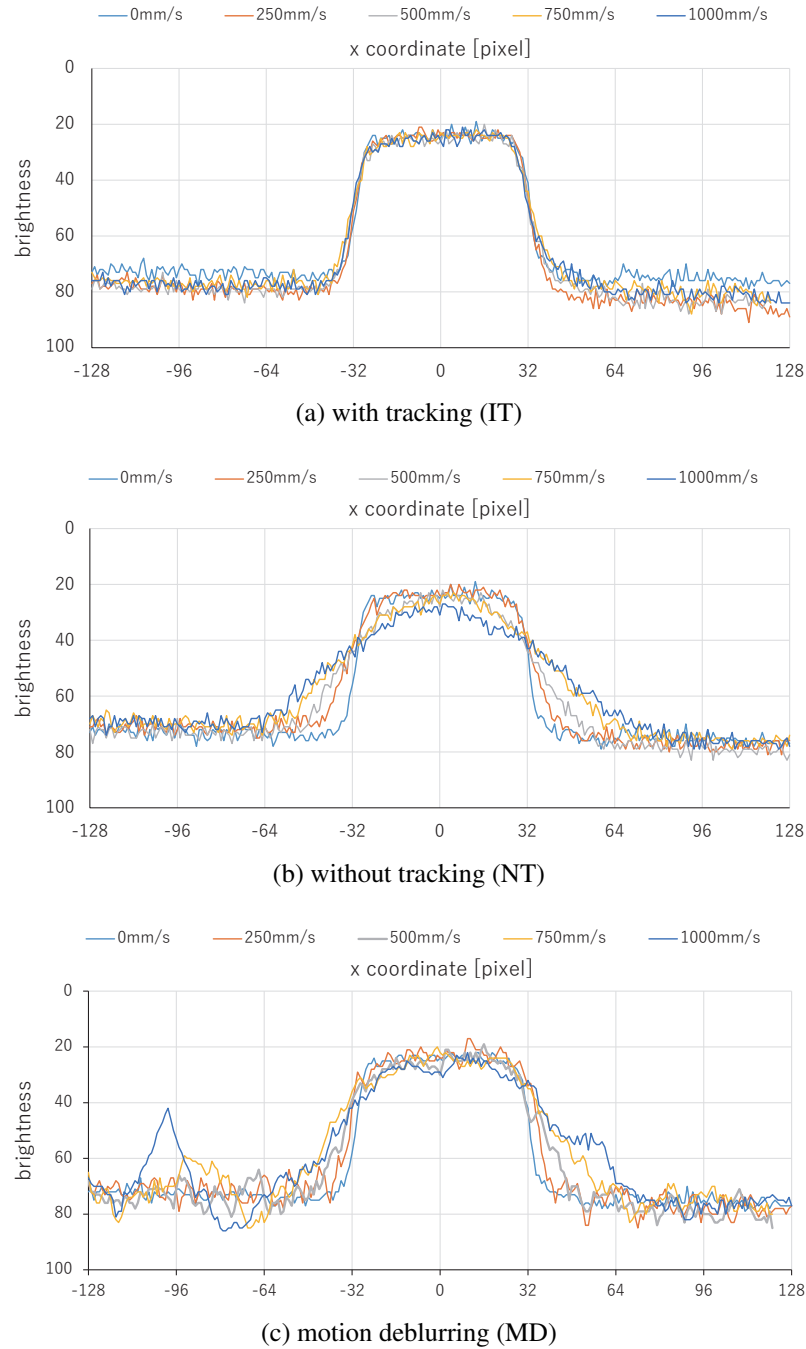 0mm/s 250mm/s 500mm/s 750mm/s 1000mm/s
x coordinate [pixel]
0
20
40
60
80
100
brightness
-128 -96 -64 -32 0 32 64 96 128
(a) with tracking (IT)
0mm/s 250mm/s 500mm/s 750mm/s 1000mm/s
x coordinate [pixel]
0
20
40
60
80
100
brightness
-128 -96 -64 -32 0 32 64 96 128
(b) without tracking (NT)
0mm/s 250mm/s 500mm/s 750mm/s 1000mm/s
x coordinate [pixel]
0
20
40
60
80
100
brightness
-128 -96 -64 -32 0 32 64 96 128
(c) motion deblurring (MD)